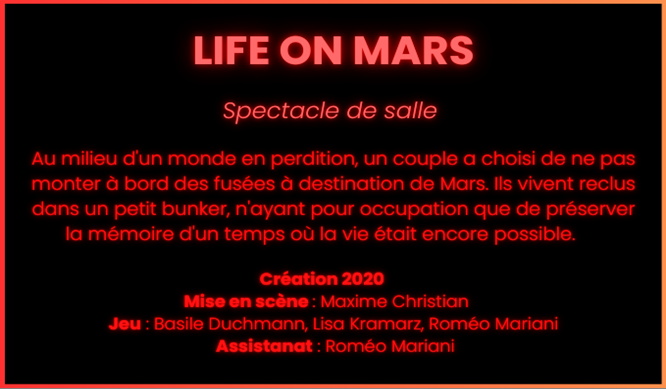 LIFE ON MARS
Spectacle de salle
Au milieu d'un monde en perdition, un couple a choisi de ne pas
monter à bord des fusées à destination de Mars. Ils vivent reclus
dans un petit bunker, n'ayant pour occupation que de préserver
la mémoire d'un temps où la vie était encore possible.
Création 2020
Mise en scène : Maxime Christian
Jeu : Basile Duchmann, Lisa Kramarz, Roméo Mariani
Assistanat : Roméo Mariani